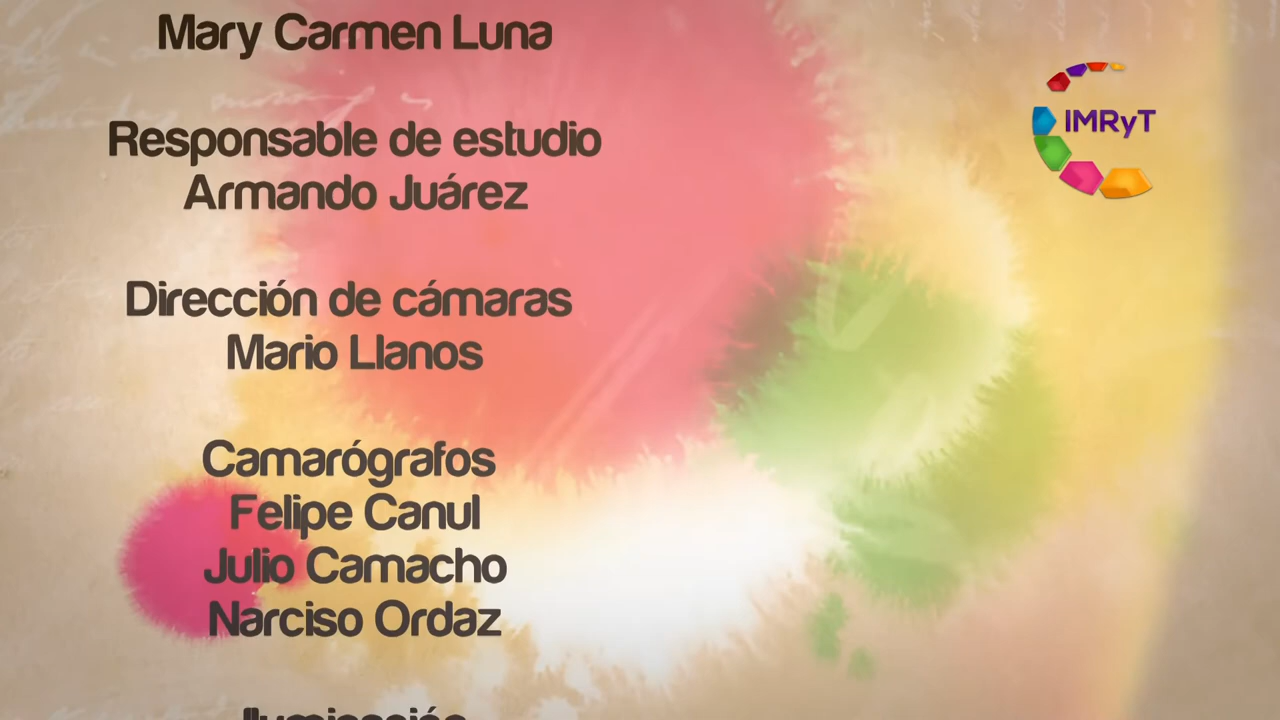 Mary Carmen Luna
IMRyT
Responsable de estudio
Armando Juárez
Dirección de cámaras
Mario Llanos
Camarógrafos
Felipe Canul
Julio Camacho
Narciso Ordaz
Iluminación